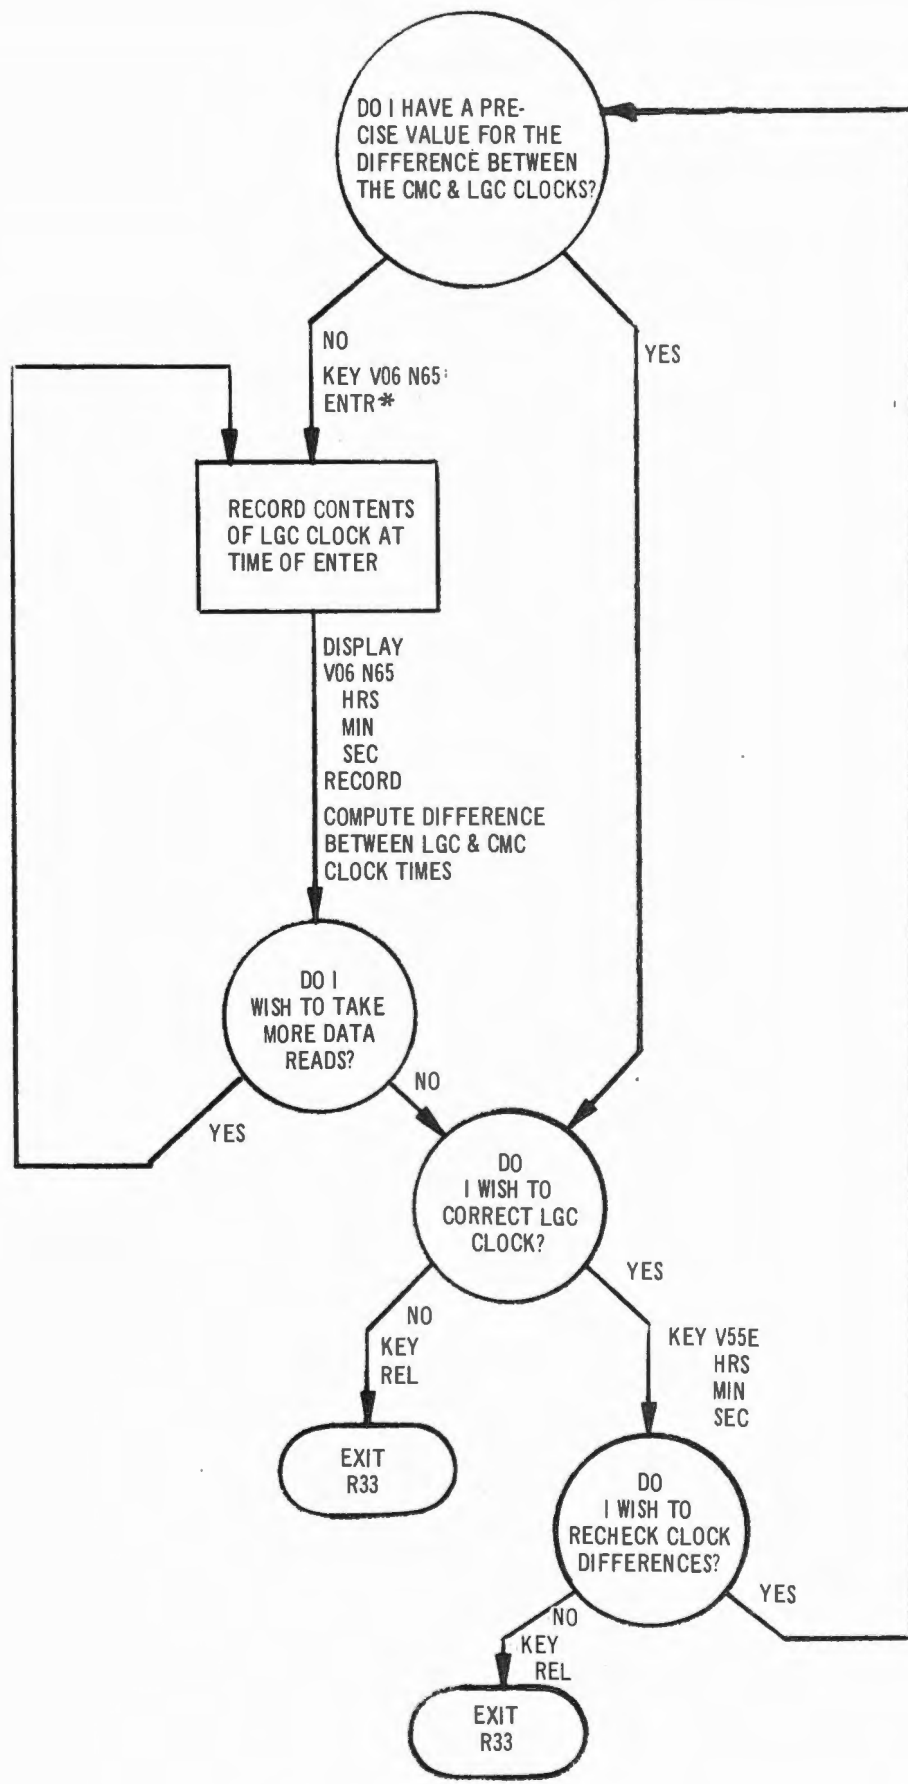 DO I HAVE A PRE-
CISE VALUE FOR THE
DIFFERENCE BETWEEN
THE CMC & LGC CLOCKS?
NO
YES
KEY V06 N65
ENTR*
RECORD CONTENTS
OF LGC CLOCK AT
TIME OF ENTER
DISPLAY
V06 N65
HRS
MIN
SEC
RECORD
COMPUTE DIFFERENCE
BETWEEN LGC & CMC
CLOCK TIMES
DO I
WISH TO TAKE
MORE DATA
READS?
NO
YES
DO
I WISH TO
CORRECT LGC
CLOCK?
YES
NO
KEY
REL
KEY V55E
HRS
MIN
SEC
EXIT
R33
DO
I WISH TO
RECHECK CLOCK
DIFFERENCES?
YES
NO
KEY
REL
EXIT
R33